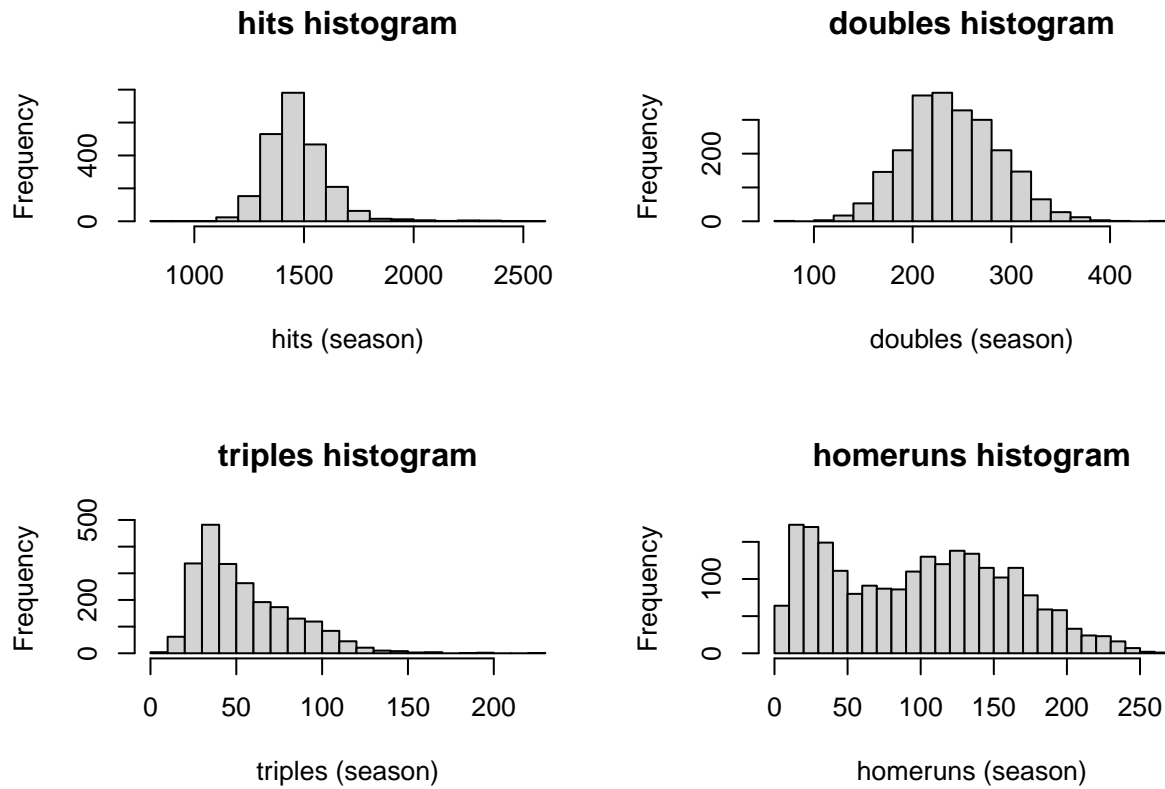 hits histogram
Frequency
0
400
1000
1500
2000
2500
hits (season)
doubles histogram
Frequency
0
200
100
200
300
400
doubles (season)
triples histogram
Frequency
0
200
500
0
50
100
150
200
triples (season)
homeruns histogram
Frequency
0
100
0
50
100
150
200
250
homeruns (season)